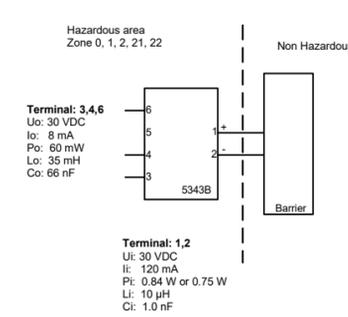 Hazardous area
Zone 0, 1, 2, 21, 22
Non Hazardou
Terminal: 3,4,6
Uo: 30 VDC
Io: 8 mA
Po: 60 mW
Lo: 35 mH
Co: 66 nF
6
5
4
3
1
+
2
-
5343B
Barrier
Terminal: 1,2
Ui: 30 VDC
Ii: 120 mA
Pi: 0.84 W or 0.75 W
Li: 10 µH
Ci: 1.0 nF